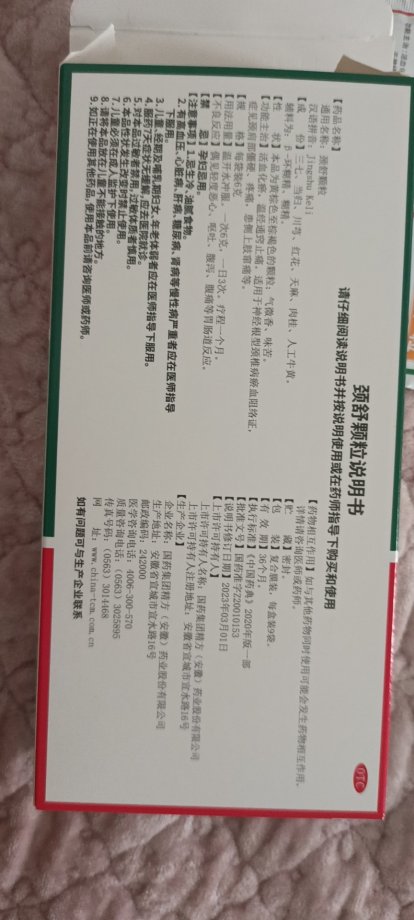 颈舒颗粒说明书
请仔细阅读说明书并按说明使用或在药师指导下购买和使用
OTC
【药品名称】
通用名称：颈舒颗粒
汉语拼音：Jingshu Keli
【成　份】三七、当归、川芎、红花、天麻、肉桂、人工牛黄，
辅料为：β-环糊精、糊精。
【性　状】本品为黄棕色至棕褐色的颗粒；气微香，味苦。
【功能主治】活血化瘀，温经通窍止痛。适用于神经根型颈椎病瘀血阻络证，
症见颈肩部僵硬、疼痛，患侧上肢窜痛等。
【规　格】每袋装6克
【用法用量】温开水冲服。一次6克，一日3次。疗程一个月。
【不良反应】偶见轻度恶心、呕吐、腹泻、腹痛等胃肠道反应。
【禁　忌】孕妇忌用。
【注意事项】1.忌生冷、油腻食物。
2.有高血压、心脏病、肝病、糖尿病、肾病等慢性病严重者应在医师指导
下服用。
3.儿童、经期及哺乳期妇女、年老体弱者应在医师指导下服用。
4.服药7天症状无缓解，应去医院就诊。
5.对本品过敏者禁用，过敏体质者慎用。
6.本品性状发生改变时禁止使用。
7.儿童必须在成人监护下使用。
8.请将本品放在儿童不能接触的地方。
9.如正在使用其他药品，使用本品前请咨询医师或药师。
【药物相互作用】如与其他药物同时使用可能会发生药物相互作用，
详情请咨询医师或药师。
【贮　藏】密封。
【包　装】复合膜装，每盒装9袋。
【有 效 期】36个月。
【执行标准】《中国药典》2020年版一部
【批准文号】国药准字Z20010153
【说明书修订日期】2023年03月01日
【上市许可持有人】
上市许可持有人名称：国药集团精方（安徽）药业股份有限公司
上市许可持有人注册地址：安徽省宣城市宣水路16号
【生产企业】
企业名称：国药集团精方（安徽）药业股份有限公司
生产地址：安徽省宣城市宣水路16号
邮政编码：242000
医学咨询电话：4000-300-570
质量咨询电话：(0563) 3025895
传真号码：(0563) 3014468
网　址：www.china-tcm.com.cn
如有问题可与生产企业联系